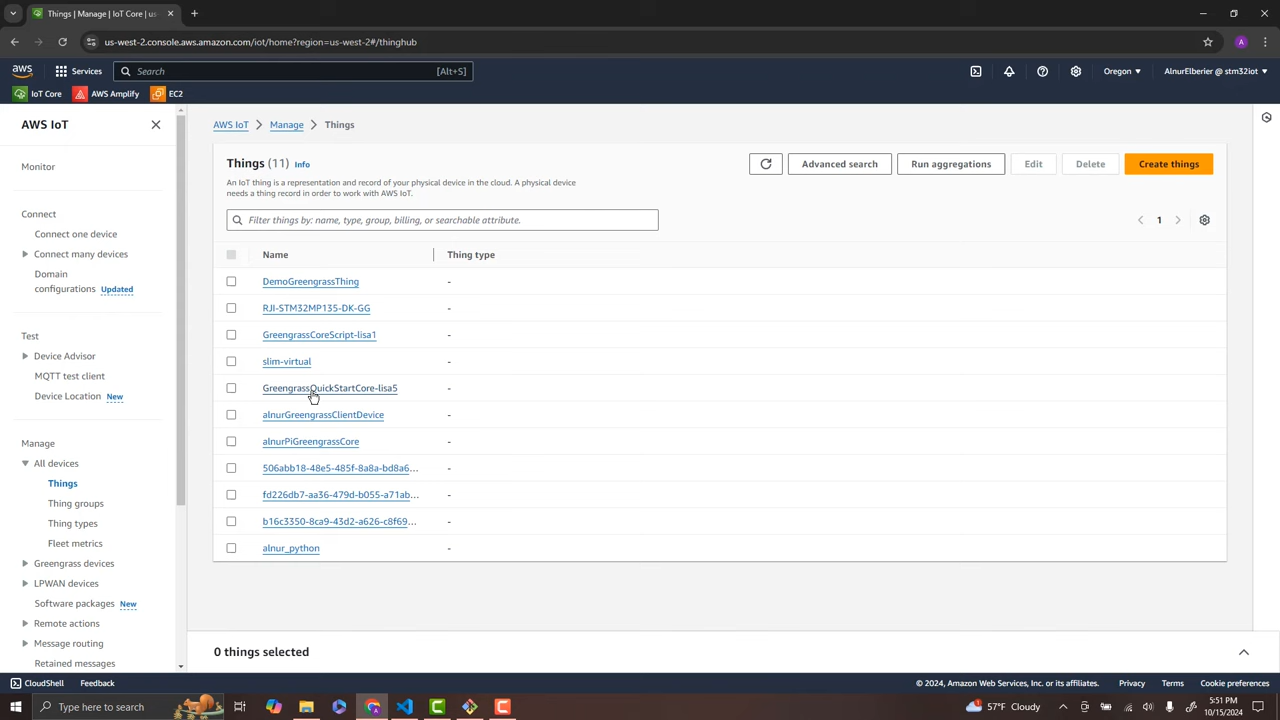 Things | Manage | IoT Core | us-
us-west-2.console.aws.amazon.com/iot/home?region=us-west-2#/thinghub
A
aws
Services
Search
[Alt+S]
Oregon
AlnurElberier @ stm32iot
IoT Core
AWS Amplify
EC2
AWS IoT
Monitor
Connect
Connect one device
Connect many devices
Domain
configurations Updated
Test
Device Advisor
MQTT test client
Device Location New
Manage
All devices
Things
Thing groups
Thing types
Fleet metrics
Greengrass devices
LPWAN devices
Software packages New
Remote actions
Message routing
Retained messages
AWS IoT > Manage > Things
Things (11) Info
An IoT thing is a representation and record of your physical device in the cloud. A physical device
needs a thing record in order to work with AWS IoT.
Advanced search
Run aggregations
Edit
Delete
Create things
Filter things by: name, type, group, billing, or searchable attribute.
1
Name
Thing type
DemoGreengrassThing -
RJI-STM32MP135-DK-GG -
GreengrassCoreScript-lisa1 -
slim-virtual -
GreengrassQuickStartCore-lisa5 -
alnurGreengrassClientDevice -
alnurPiGreengrassCore -
506abb18-48e5-485f-8a8a-bd8a6... -
fd226db7-aa36-479d-b055-a71ab... -
b16c3350-8ca9-43d2-a626-c8f69... -
alnur_python -
0 things selected
CloudShell
Feedback
© 2024, Amazon Web Services, Inc. or its affiliates.
Privacy
Terms
Cookie preferences
Type here to search
57°F Cloudy
5:51 PM
10/15/2024